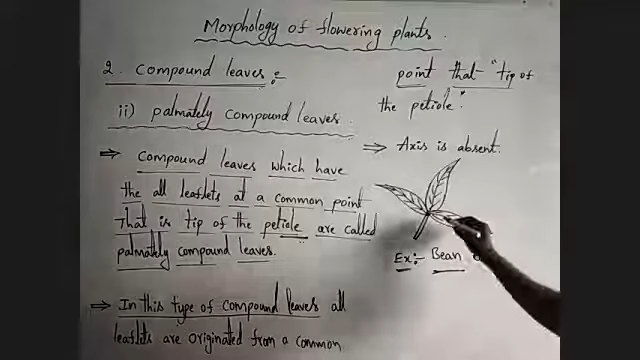 Morphology of flowering plants.
2. Compound leaves:-
ii) palmately compound leaves.
⇒ Compound leaves which have
the all leaflets at a common point
That is tip of the petiole are called
palmately compound leaves.
⇒ In this type of compound leaves all
leaflets are originated from a common
point that "tip of
the petiole".
⇒ Axis is absent.
Ex:- Bean